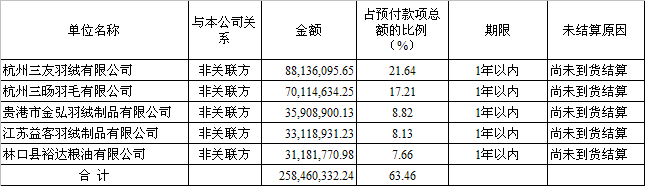 单位名称 与本公司关系 金额 占预付款项总额的比例（%） 期限 未结算原因
杭州三友羽绒有限公司 非关联方 88,136,095.65 21.64 1年以内 尚未到货结算
杭州三旸羽毛有限公司 非关联方 70,114,634.25 17.21 1年以内 尚未到货结算
贵港市金弘羽绒制品有限公司 非关联方 35,908,900.13 8.82 1年以内 尚未到货结算
江苏益客羽绒制品有限公司 非关联方 33,118,931.23 8.13 1年以内 尚未到货结算
林口县裕达粮油有限公司 非关联方 31,181,770.98 7.66 1年以内 尚未到货结算
合 计 258,460,332.24 63.46